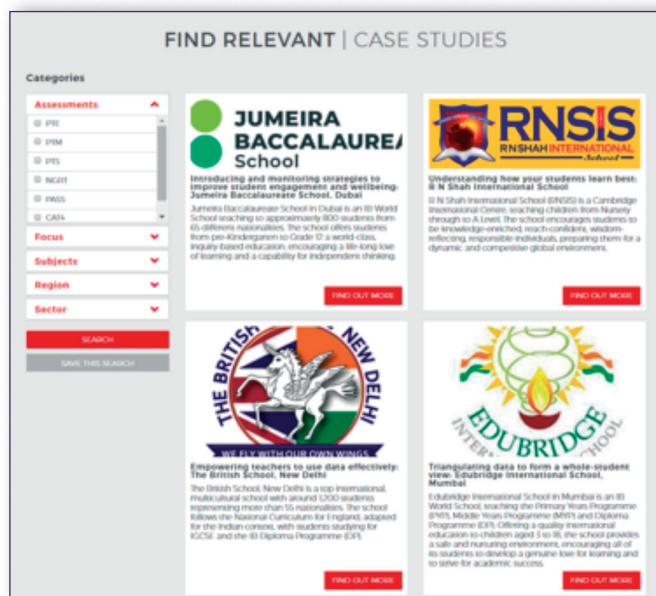 FIND RELEVANT | CASE STUDIES
Categories
Assessments
PTE
PTM
PTS
NGRT
PASS
CAT4
Focus
Subjects
Region
Sector
SEARCH
SAVE THIS SEARCH
JUMEIRA
BACCALAUREA
School
Introducing and monitoring strategies to
improve student engagement and wellbeing:
Jumeira Baccalaureate School, Dubai
Jumeira Baccalaureate School in Dubai is an IB World
School teaching to approximately 800 students from
65 different nationalities. The school offers students
from pre-Kindergarten to Grade 12 a world-class,
inquiry-based education, encouraging a life-long love
of learning and a capability for independent thinking.
FIND OUT MORE
RNSIS
RN SHAH INTERNATIONAL
School
Understanding how your students learn best:
R N Shah International School
R N Shah International School (RNSIS) is a Cambridge
International Centre, teaching children from Nursery
through to A Level. The school encourages students to
be knowledge-enriched, reach-confident, wisdom-
reflecting, responsible individuals, preparing them for a
dynamic and competitive global environment.
FIND OUT MORE
THE BRITISH NEW DELHI
WE FLY WITH OUR OWN WINGS
Empowering teachers to use data effectively:
The British School, New Delhi
The British School, New Delhi is a top international,
multicultural school with around 1,200 students
representing more than 55 nationalities. The school
follows the National Curriculum for England, adapted
for the Indian context, with students studying for
IGCSE and the IB Diploma Programme (DP).
FIND OUT MORE
EDUBRIDGE
SCHOOL
Triangulating data to form a whole-student
view: Edubridge International School,
Mumbai
Edubridge International School in Mumbai is an IB
World School, teaching the Primary Years Programme
(PYP), Middle Years Programme (MYP) and Diploma
Programme (DP). Offering a quality international
education to children aged 3 to 18, the school provides
a safe and nurturing environment, encouraging all of
its students to develop a genuine love for learning and
to strive for academic success.
FIND OUT MORE